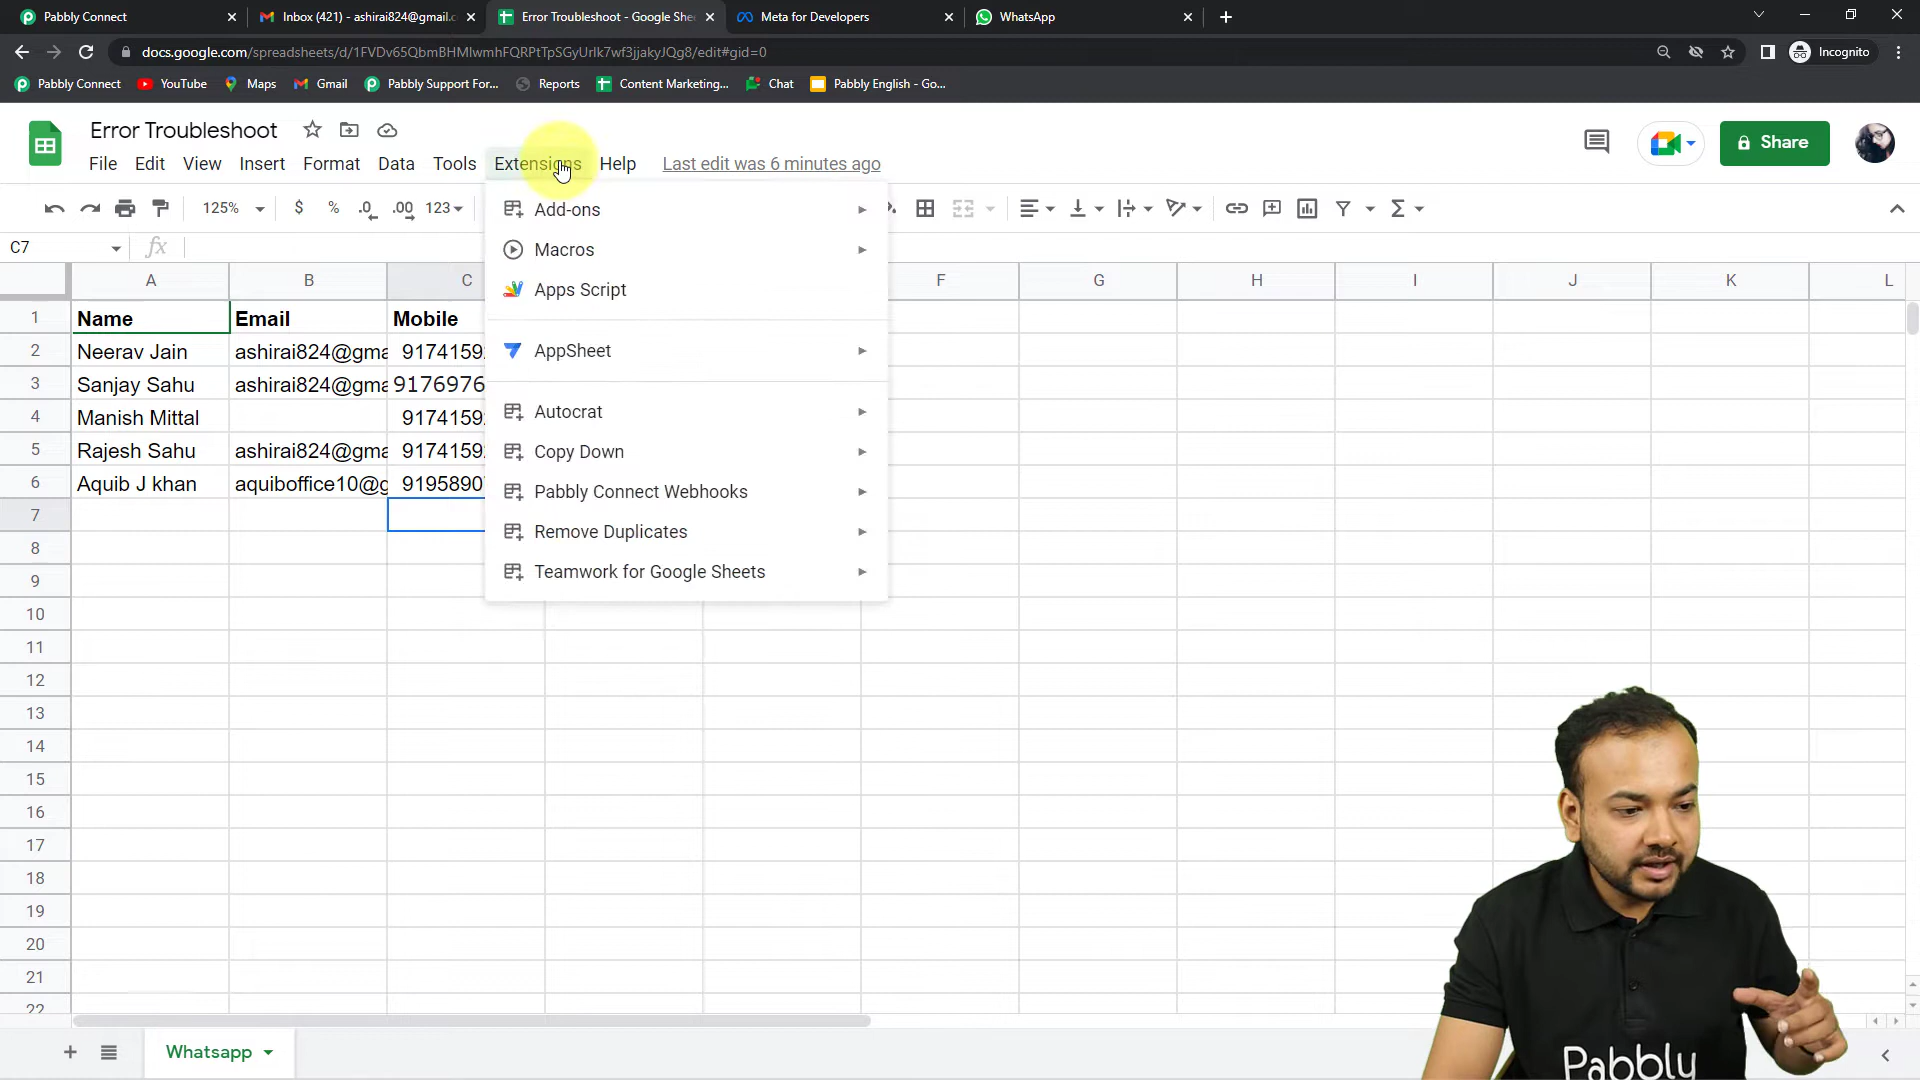 Pabbly Connect
Inbox (421) - ashirai824@gmail.c
Error Troubleshoot - Google She
Meta for Developers
WhatsApp
docs.google.com/spreadsheets/d/1FVDv65QbmBHMlwmhFQRPtTpSGyUrlk7wf3jjakyJQg8/edit#gid=0
Incognito
Pabbly Connect
YouTube
Maps
Gmail
Pabbly Support For...
Reports
Content Marketing...
Chat
Pabbly English - Go...
Error Troubleshoot
Share
File Edit View Insert Format Data Tools Extensions Help Last edit was 6 minutes ago
125% $ % .0 .00 123
C7 fx
A B C F G H I J K L
1 Name Email Mobile
2 Neerav Jain ashirai824@gma 9174159
3 Sanjay Sahu ashirai824@gma 9176976
4 Manish Mittal 9174159
5 Rajesh Sahu ashirai824@gma 9174159
6 Aquib J khan aquiboffice10@g 9195890
7
8
9
10
11
12
13
14
15
16
17
18
19
20
21
22
Add-ons
Macros
Apps Script
AppSheet
Autocrat
Copy Down
Pabbly Connect Webhooks
Remove Duplicates
Teamwork for Google Sheets
Pabbly
Whatsapp